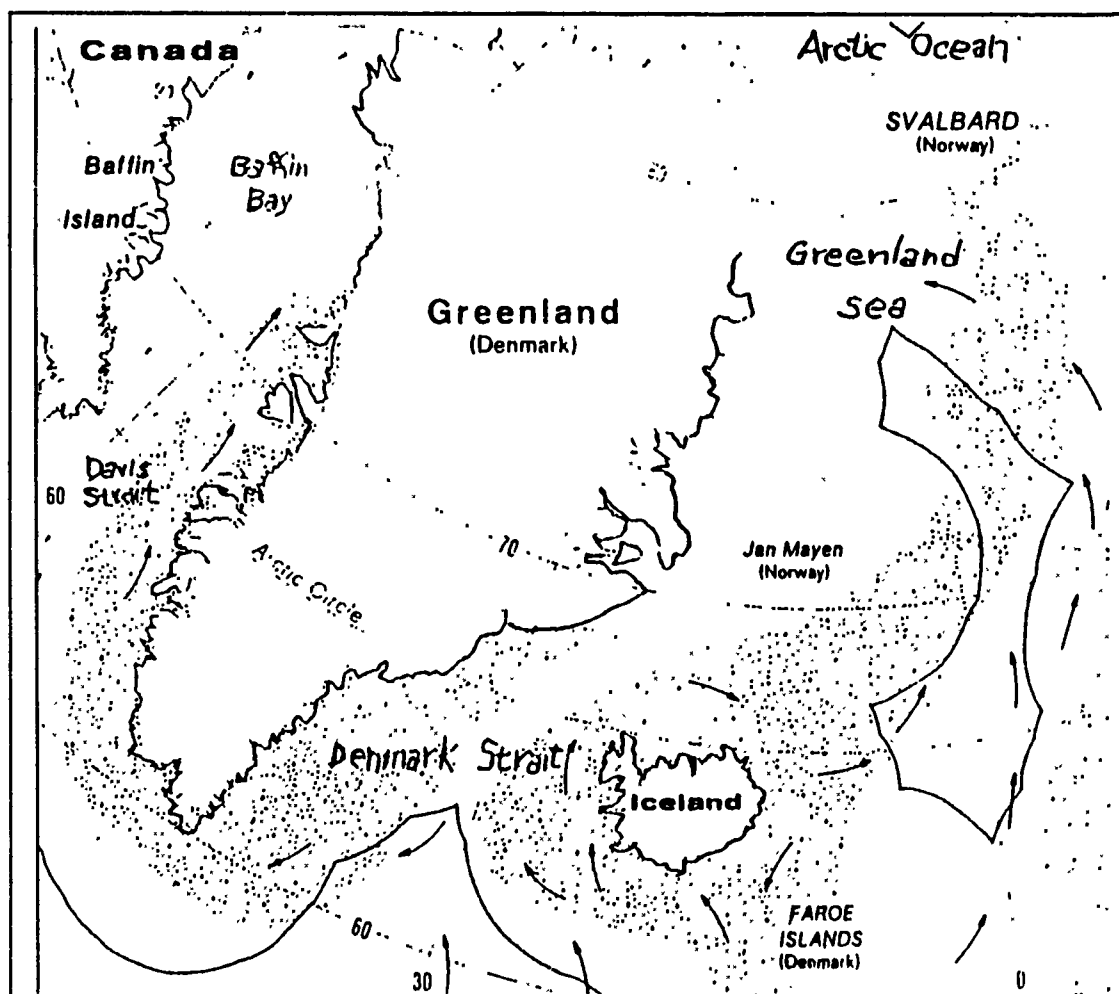 Canada
Arctic Ocean
SVALBARD
(Norway)
Baffin
Island
Baffin
Bay
Greenland
Sea
Greenland
(Denmark)
Davis
Strait
60
Arctic Circle
70
Jan Mayen
(Norway)
Denmark Strait
Iceland
FAROE
ISLANDS
(Denmark)
60
30
0